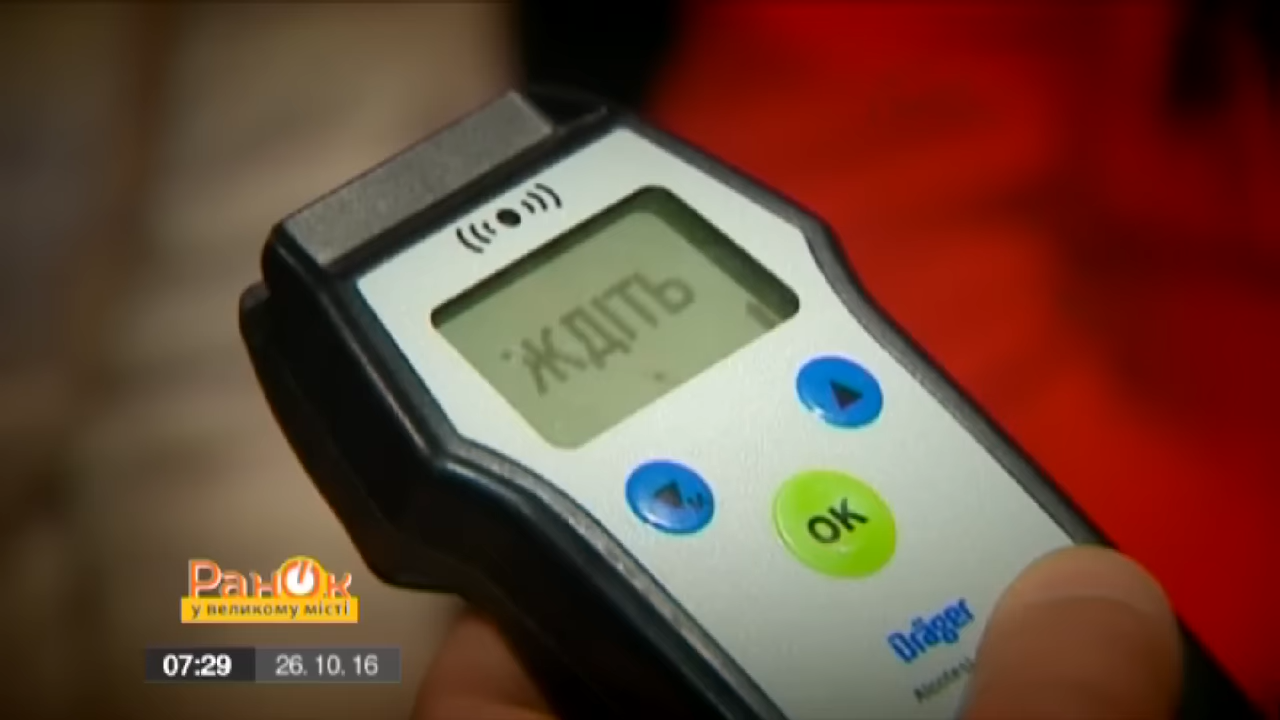 ЖДІТЬ
OK
Dräger
Ранок
у великому місті
07:29 26.10.16